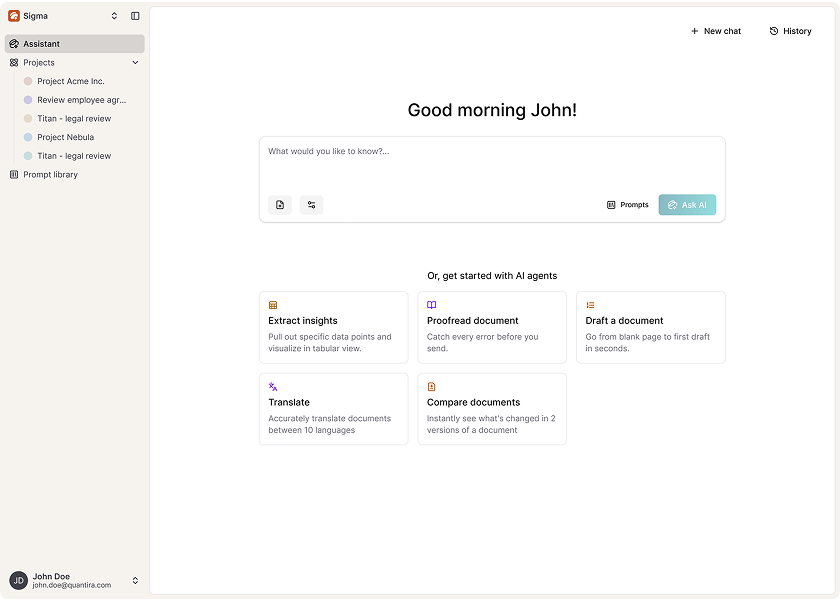 Sigma
Assistant
Projects
Project Acme Inc.
Review employee agr...
Titan - legal review
Project Nebula
Titan - legal review
Prompt library
JD
John Doe
john.doe@quantira.com
New chat
History
Good morning John!
What would you like to know?...
Prompts
Ask AI
Or, get started with AI agents
Extract insights
Pull out specific data points and
visualize in tabular view.
Proofread document
Catch every error before you
send.
Draft a document
Go from blank page to first draft
in seconds.
Translate
Accurately translate documents
between 10 languages
Compare documents
Instantly see what's changed in 2
versions of a document